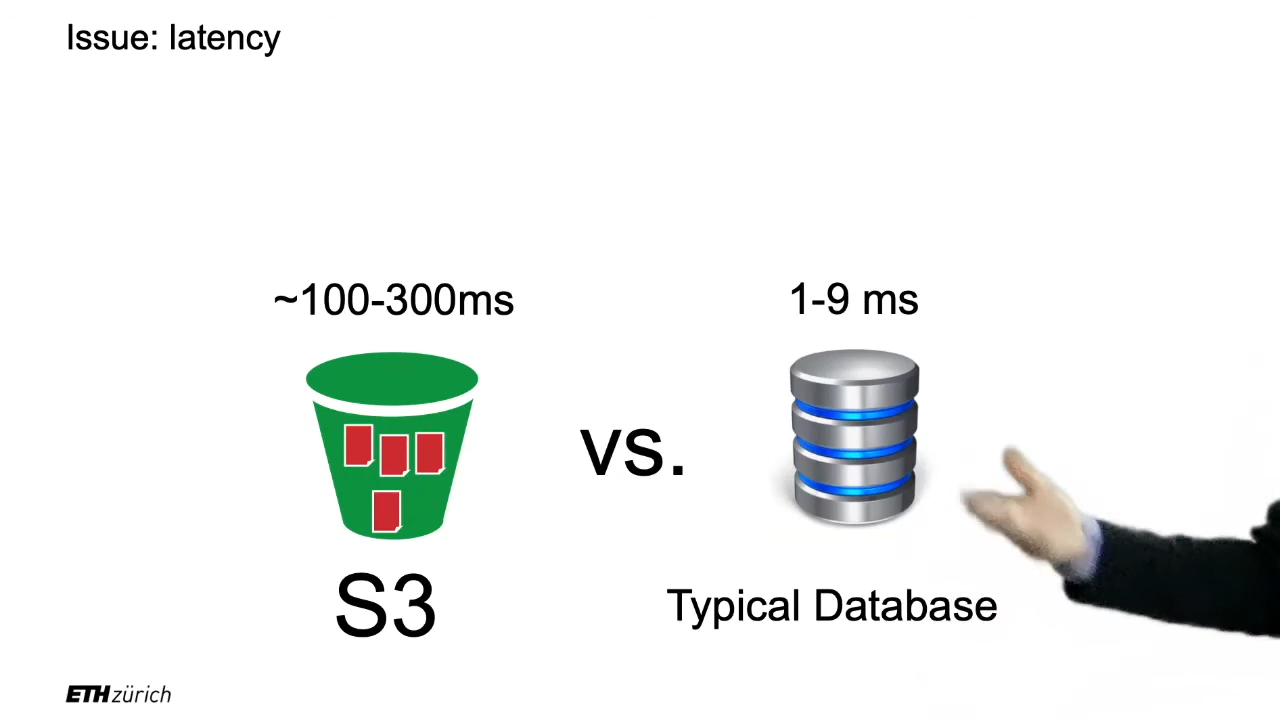 Issue: latency
~100-300ms
1-9 ms
vs.
S3
Typical Database
ETH zürich